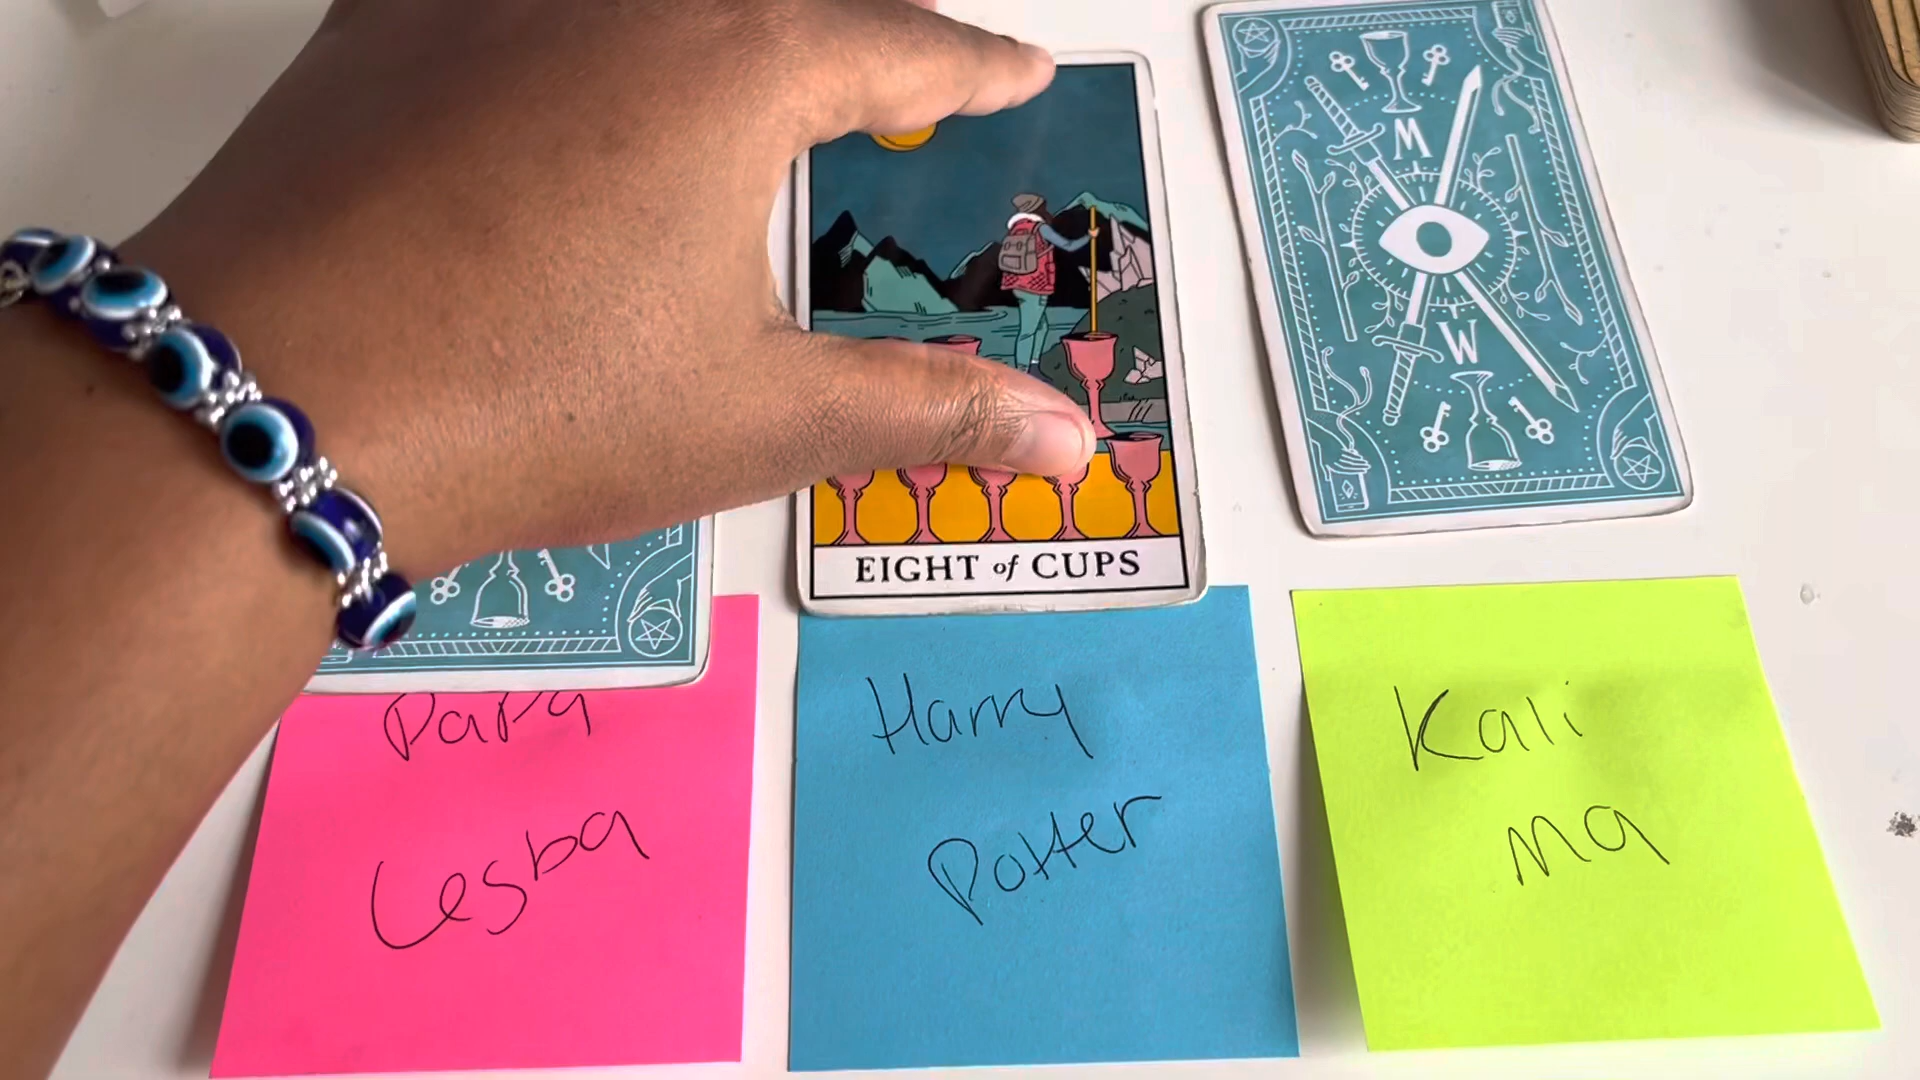 M
W
EIGHT of CUPS
Papa
Lesba
Harry
Potter
Kali
Ma